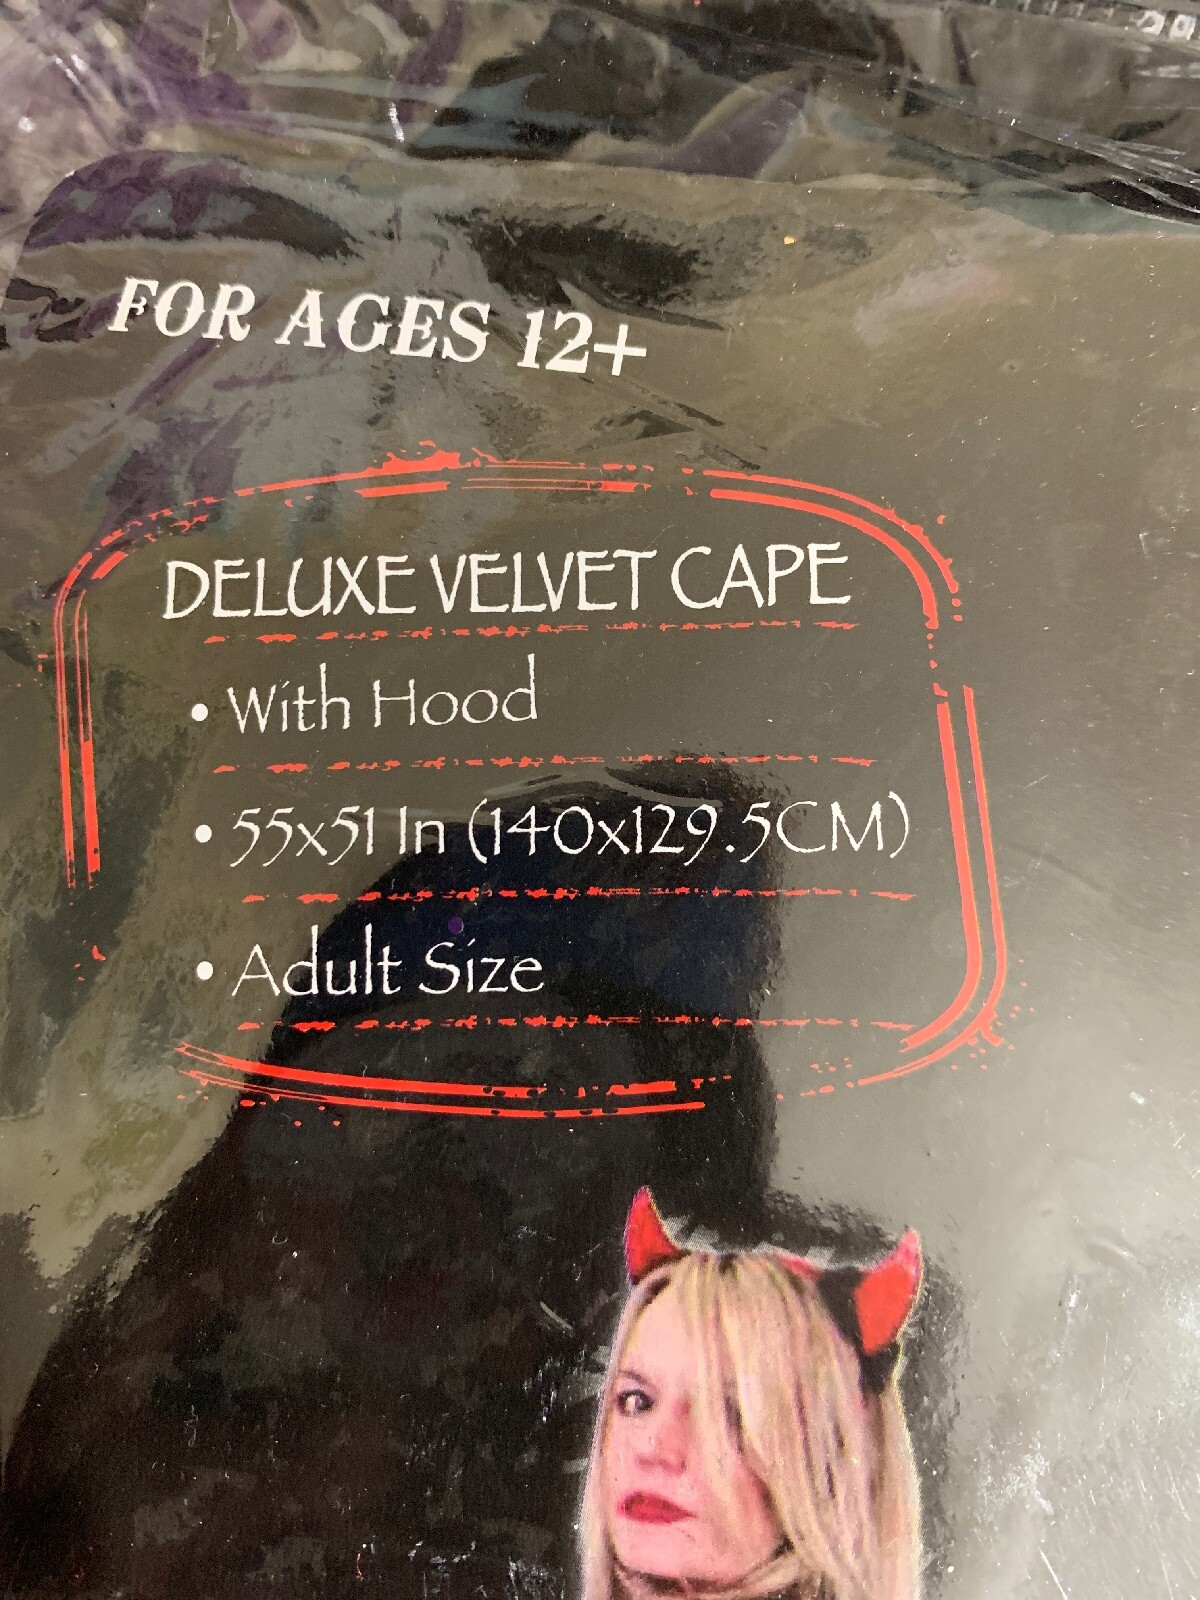 FOR AGES 12+
DELUXE VELVET CAPE
• With Hood
• 55x51 In (140x129.5CM)
• Adult Size